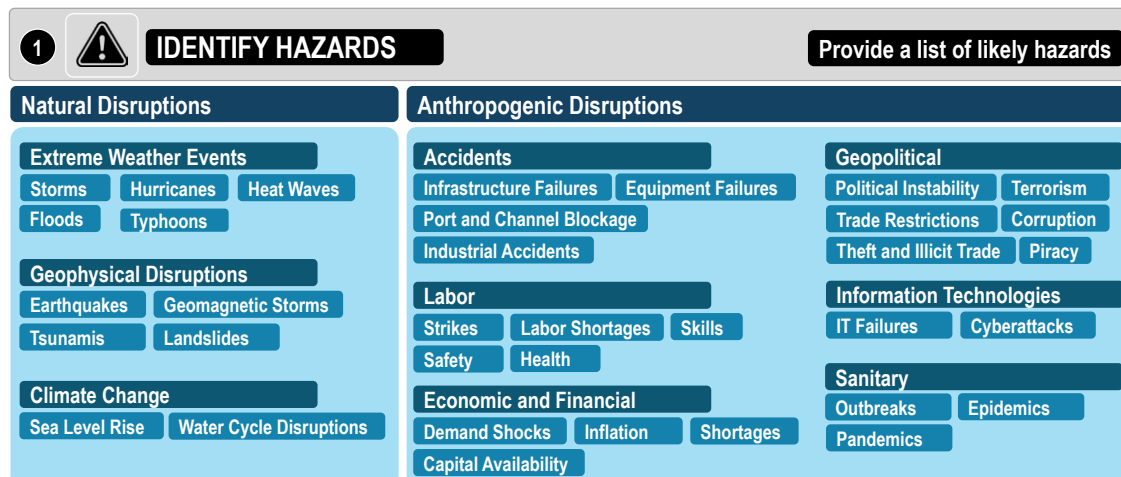 1 IDENTIFY HAZARDS Provide a list of likely hazards
Natural Disruptions
Extreme Weather Events
Storms Hurricanes Heat Waves
Floods Typhoons
Geophysical Disruptions
Earthquakes Geomagnetic Storms
Tsunamis Landslides
Climate Change
Sea Level Rise Water Cycle Disruptions
Anthropogenic Disruptions
Accidents
Infrastructure Failures Equipment Failures
Port and Channel Blockage
Industrial Accidents
Labor
Strikes Labor Shortages Skills
Safety Health
Economic and Financial
Demand Shocks Inflation Shortages
Capital Availability
Geopolitical
Political Instability Terrorism
Trade Restrictions Corruption
Theft and Illicit Trade Piracy
Information Technologies
IT Failures Cyberattacks
Sanitary
Outbreaks Epidemics
Pandemics